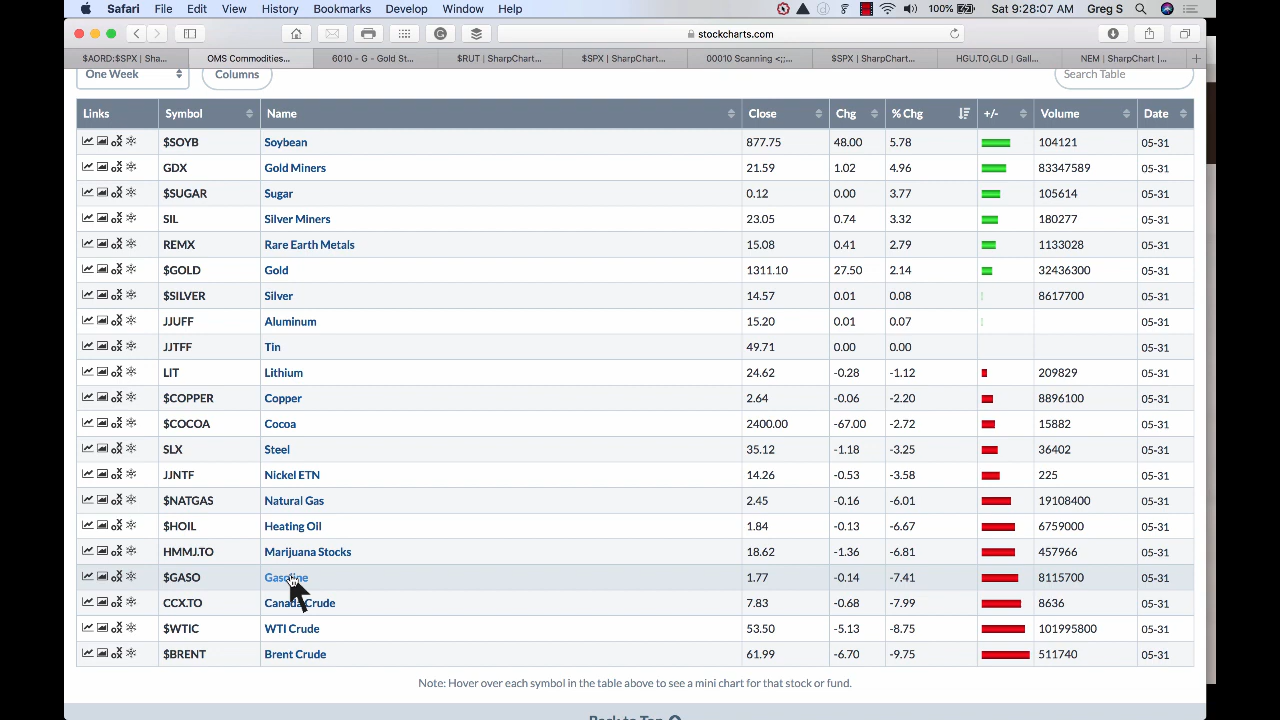 Safari File Edit View History Bookmarks Develop Window Help 100% Sat 9:28:07 AM Greg S
stockcharts.com
$AORD:$SPX | Sha... OMS Commodities... 6010 - G - Gold St... $RUT | SharpChart... $SPX | SharpChart... 00010 Scanning <;;... $SPX | SharpChart... HGU.TO,GLD | Gall... NEM | SharpChart |...
One Week Columns Search Table
Links Symbol Name Close Chg % Chg +/- Volume Date
$SOYB Soybean 877.75 48.00 5.78 104121 05-31
GDX Gold Miners 21.59 1.02 4.96 83347589 05-31
$SUGAR Sugar 0.12 0.00 3.77 105614 05-31
SIL Silver Miners 23.05 0.74 3.32 180277 05-31
REMX Rare Earth Metals 15.08 0.41 2.79 1133028 05-31
$GOLD Gold 1311.10 27.50 2.14 32436300 05-31
$SILVER Silver 14.57 0.01 0.08 8617700 05-31
JJUFF Aluminum 15.20 0.01 0.07 05-31
JJTFF Tin 49.71 0.00 0.00 05-31
LIT Lithium 24.62 -0.28 -1.12 209829 05-31
$COPPER Copper 2.64 -0.06 -2.20 8896100 05-31
$COCOA Cocoa 2400.00 -67.00 -2.72 15882 05-31
SLX Steel 35.12 -1.18 -3.25 36402 05-31
JJNTF Nickel ETN 14.26 -0.53 -3.58 225 05-31
$NATGAS Natural Gas 2.45 -0.16 -6.01 19108400 05-31
$HOIL Heating Oil 1.84 -0.13 -6.67 6759000 05-31
HMMJ.TO Marijuana Stocks 18.62 -1.36 -6.81 457966 05-31
$GASO Gasoline 1.77 -0.14 -7.41 8115700 05-31
CCX.TO Canada Crude 7.83 -0.68 -7.99 8636 05-31
$WTIC WTI Crude 53.50 -5.13 -8.75 101995800 05-31
$BRENT Brent Crude 61.99 -6.70 -9.75 511740 05-31
Note: Hover over each symbol in the table above to see a mini chart for that stock or fund.
Back to Top